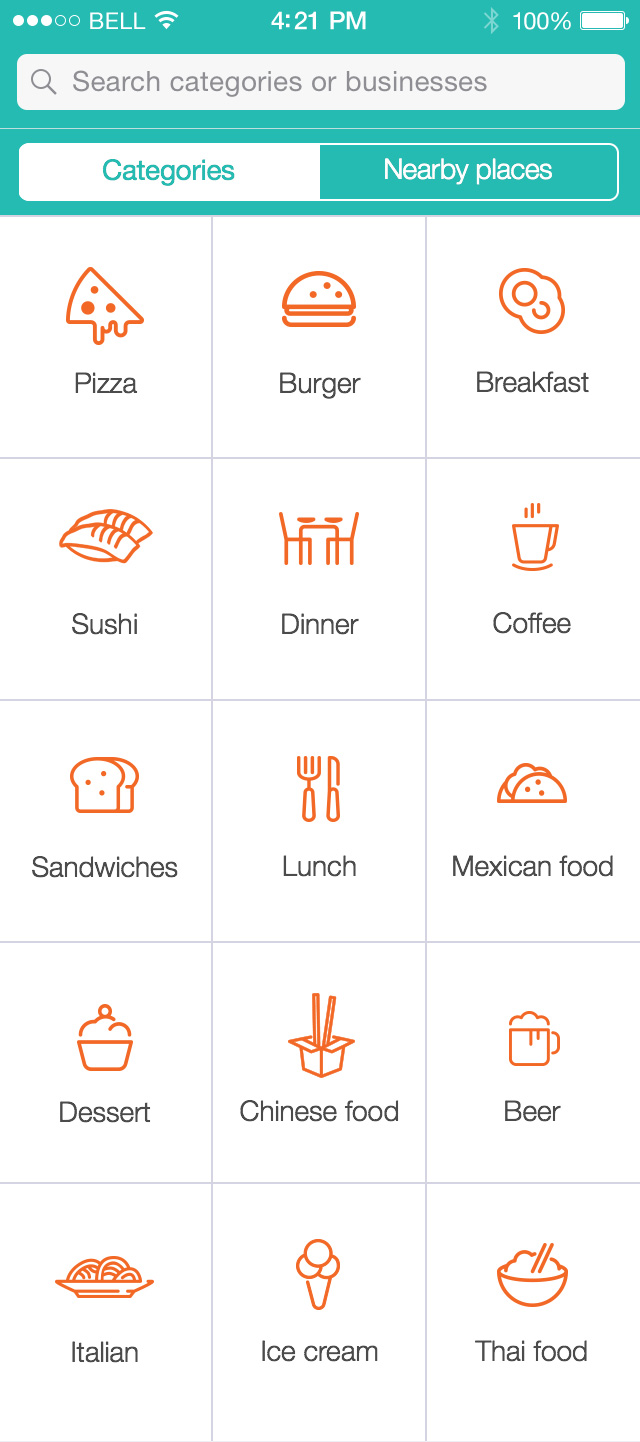 BELL 4:21 PM 100%
Search categories or businesses
Categories Nearby places
Pizza Burger Breakfast
Sushi Dinner Coffee
Sandwiches Lunch Mexican food
Dessert Chinese food Beer
Italian Ice cream Thai food